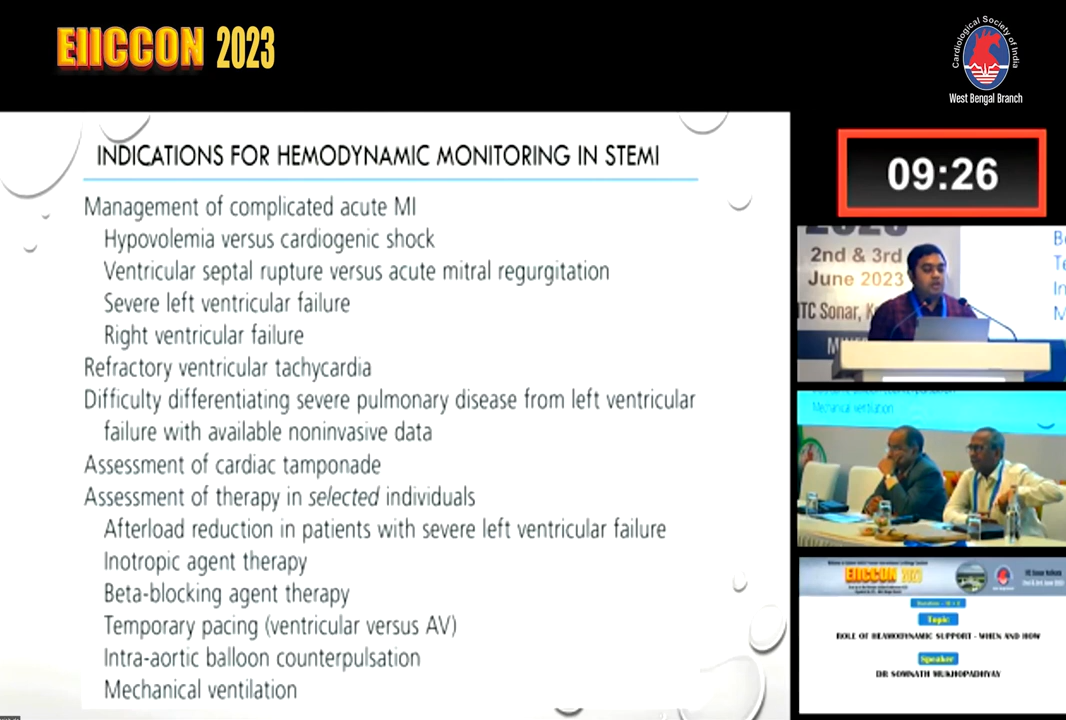 EIICCON 2023
Cardiological Society of India
West Bengal Branch
INDICATIONS FOR HEMODYNAMIC MONITORING IN STEMI
Management of complicated acute MI
Hypovolemia versus cardiogenic shock
Ventricular septal rupture versus acute mitral regurgitation
Severe left ventricular failure
Right ventricular failure
Refractory ventricular tachycardia
Difficulty differentiating severe pulmonary disease from left ventricular
failure with available noninvasive data
Assessment of cardiac tamponade
Assessment of therapy in selected individuals
Afterload reduction in patients with severe left ventricular failure
Inotropic agent therapy
Beta-blocking agent therapy
Temporary pacing (ventricular versus AV)
Intra-aortic balloon counterpulsation
Mechanical ventilation
09:26
2023
2nd & 3rd
June 2023
ITC Sonar, K
B
Te
In
M
Mechanical ventilation
EIICCON 2023
Topic
ROLE OF HEAMODYNAMIC SUPPORT - WHEN AND HOW
Speaker
DR SOMNATH MUKHOPADHYAY